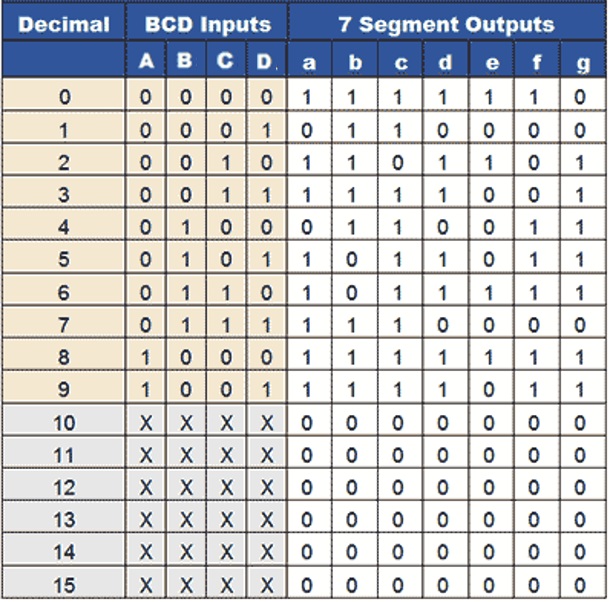 Decimal BCD Inputs 7 Segment Outputs
A B C D. a b c d e f g
0 0 0 0 0 1 1 1 1 1 1 0
1 0 0 0 1 0 1 1 0 0 0 0
2 0 0 1 0 1 1 0 1 1 0 1
3 0 0 1 1 1 1 1 1 0 0 1
4 0 1 0 0 0 1 1 0 0 1 1
5 0 1 0 1 1 0 1 1 0 1 1
6 0 1 1 0 1 0 1 1 1 1 1
7 0 1 1 1 1 1 1 0 0 0 0
8 1 0 0 0 1 1 1 1 1 1 1
9 1 0 0 1 1 1 1 1 0 1 1
10 X X X X 0 0 0 0 0 0 0
11 X X X X 0 0 0 0 0 0 0
12 X X X X 0 0 0 0 0 0 0
13 X X X X 0 0 0 0 0 0 0
14 X X X X 0 0 0 0 0 0 0
15 X X X X 0 0 0 0 0 0 0